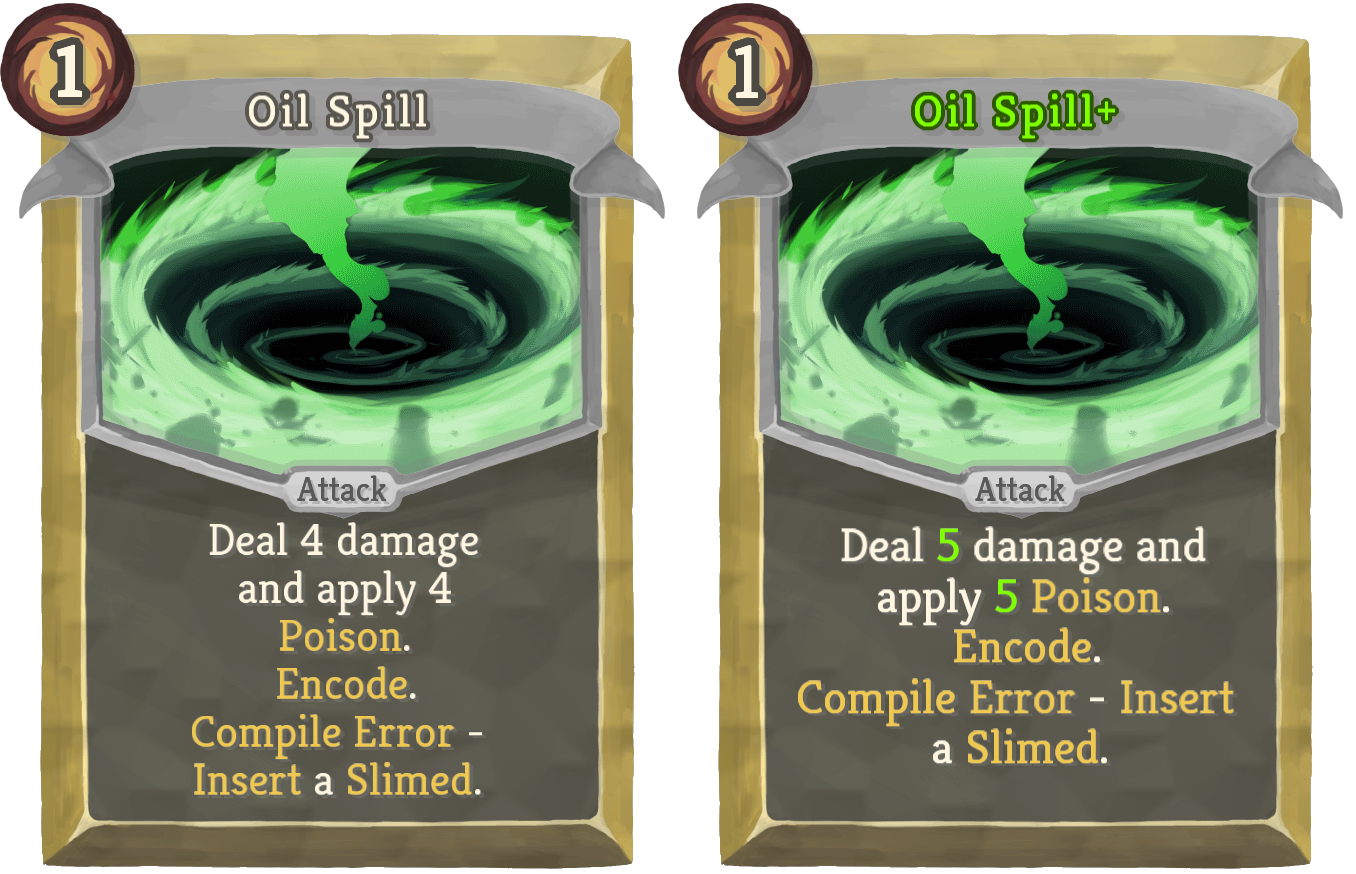 1
Oil Spill
Attack
Deal 4 damage
and apply 4
Poison.
Encode.
Compile Error -
Insert a Slimed.
1
Oil Spill+
Attack
Deal 5 damage and
apply 5 Poison.
Encode.
Compile Error - Insert
a Slimed.